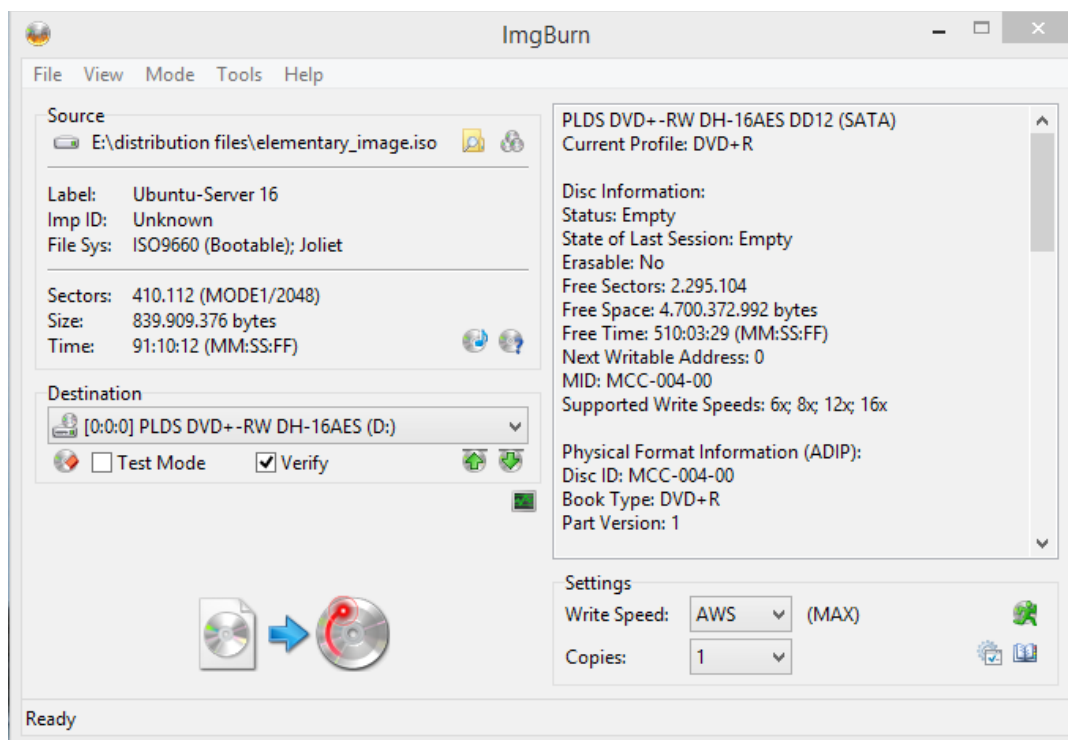 ImgBurn
File View Mode Tools Help
Source
E:\distribution files\elementary_image.iso
Label: Ubuntu-Server 16
Imp ID: Unknown
File Sys: ISO9660 (Bootable); Joliet
Sectors: 410.112 (MODE1/2048)
Size: 839.909.376 bytes
Time: 91:10:12 (MM:SS:FF)
Destination
[0:0:0] PLDS DVD+-RW DH-16AES (D:)
Test Mode Verify
PLDS DVD+-RW DH-16AES DD12 (SATA)
Current Profile: DVD+R
Disc Information:
Status: Empty
State of Last Session: Empty
Erasable: No
Free Sectors: 2.295.104
Free Space: 4.700.372.992 bytes
Free Time: 510:03:29 (MM:SS:FF)
Next Writable Address: 0
MID: MCC-004-00
Supported Write Speeds: 6x; 8x; 12x; 16x
Physical Format Information (ADIP):
Disc ID: MCC-004-00
Book Type: DVD+R
Part Version: 1
Settings
Write Speed: AWS (MAX)
Copies: 1
Ready